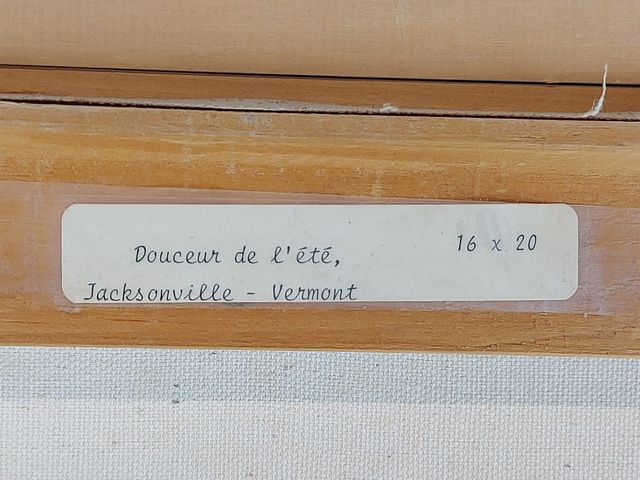 Douceur de l'été, 16 x 20
Jacksonville - Vermont